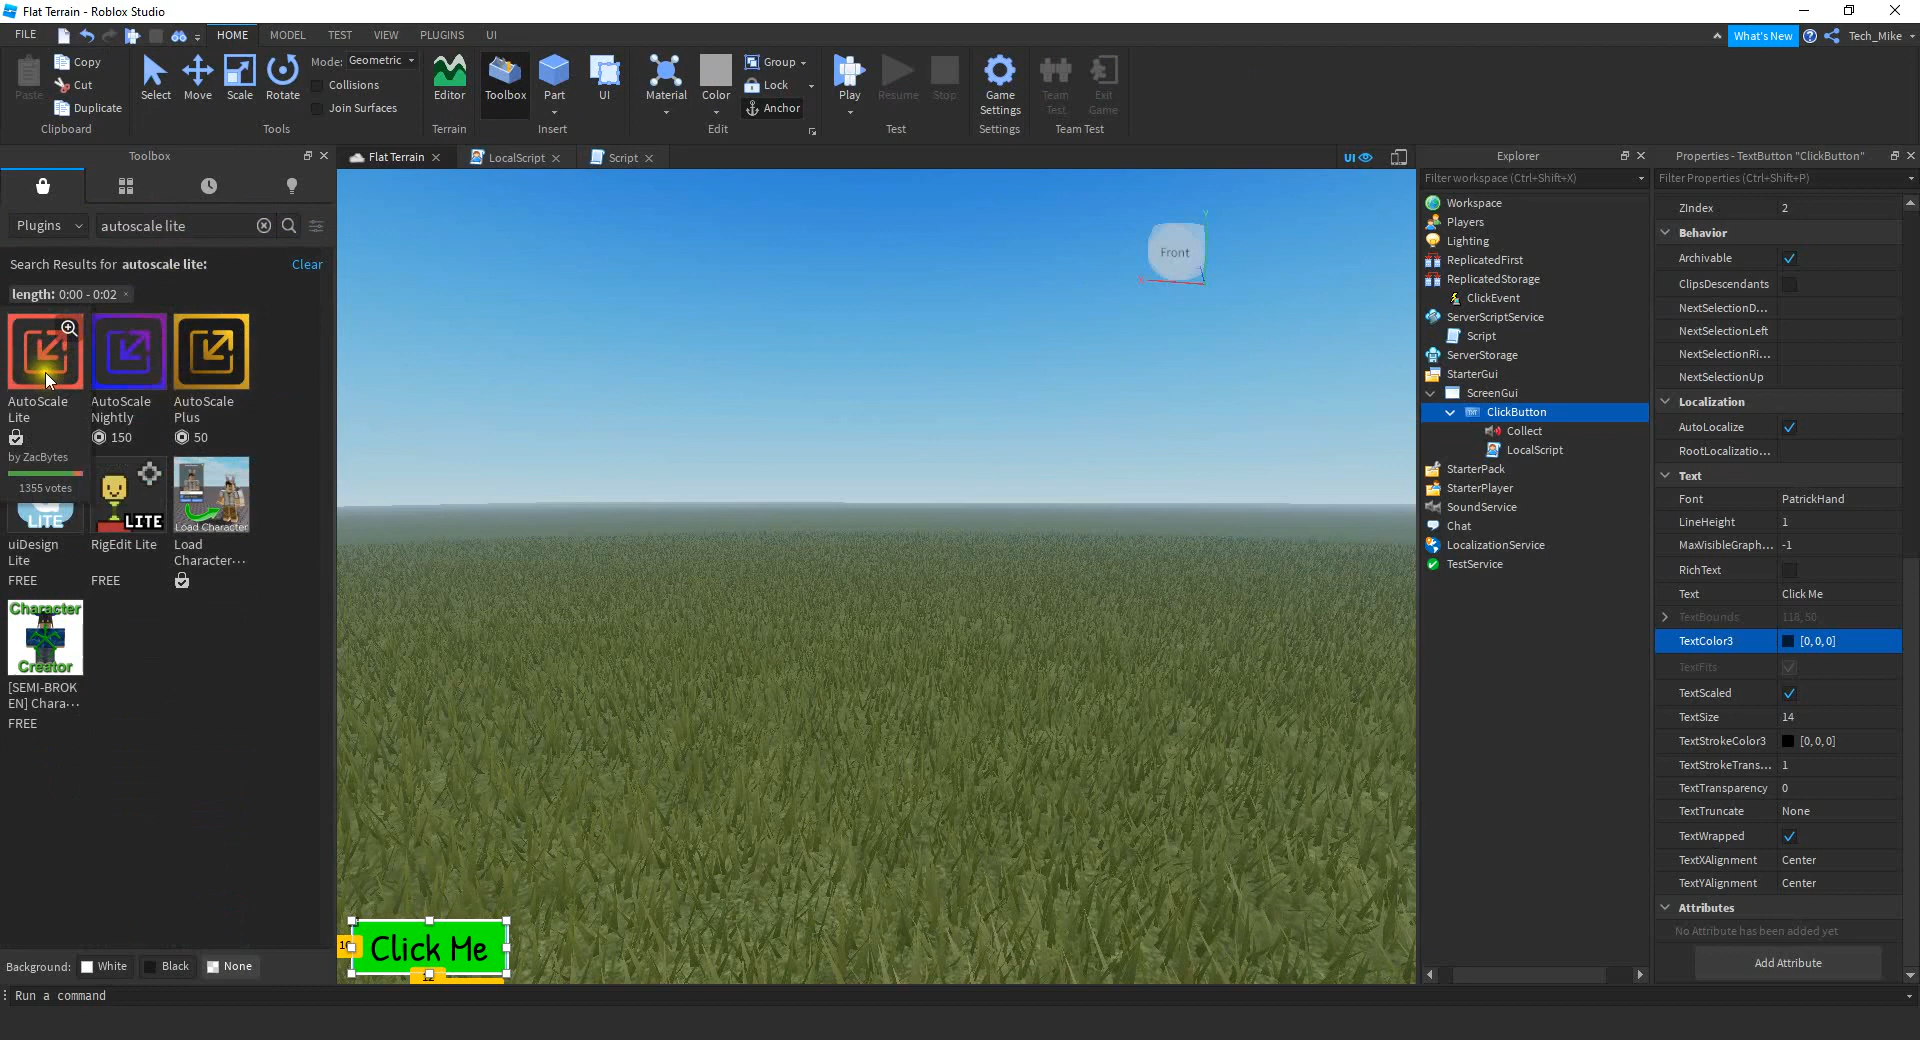 Flat Terrain - Roblox Studio
FILE HOME MODEL TEST VIEW PLUGINS UI What's New Tech_Mike
Paste Copy Cut Duplicate Clipboard
Select Move Scale Rotate Mode: Geometric Collisions Join Surfaces Tools
Editor Terrain
Toolbox Part UI Insert
Material Color Group Lock Anchor Edit
Play Resume Stop Test
Game Settings Settings
Team Test Exit Game Team Test
Toolbox
Plugins autoscale lite
Search Results for autoscale lite: Clear
length: 0:00 - 0:02
AutoScale Lite
by ZacBytes
1355 votes
AutoScale Nightly
150
AutoScale Plus
50
LITE
uiDesign Lite
FREE
LITE
RigEdit Lite
FREE
Load Character
Load Character···
Character Creator
[SEMI-BROKEN] Chara···
FREE
Background: White Black None
Run a command
Flat Terrain LocalScript Script UI
Front
Y
X
Click Me
12
Explorer
Filter workspace (Ctrl+Shift+X)
Workspace
Players
Lighting
ReplicatedFirst
ReplicatedStorage
ClickEvent
ServerScriptService
Script
ServerStorage
StarterGui
ScreenGui
ClickButton
Collect
LocalScript
StarterPack
StarterPlayer
SoundService
Chat
LocalizationService
TestService
Properties - TextButton "ClickButton"
Filter Properties (Ctrl+Shift+P)
ZIndex 2
Behavior
Archivable
ClipsDescendants
NextSelectionD...
NextSelectionLeft
NextSelectionRi...
NextSelectionUp
Localization
AutoLocalize
RootLocalizatio...
Text
Font PatrickHand
LineHeight 1
MaxVisibleGraph... -1
RichText
Text Click Me
TextBounds 118, 50
TextColor3 [0, 0, 0]
TextFits
TextScaled
TextSize 14
TextStrokeColor3 [0, 0, 0]
TextStrokeTrans... 1
TextTransparency 0
TextTruncate None
TextWrapped
TextXAlignment Center
TextYAlignment Center
Attributes
No Attribute has been added yet
Add Attribute